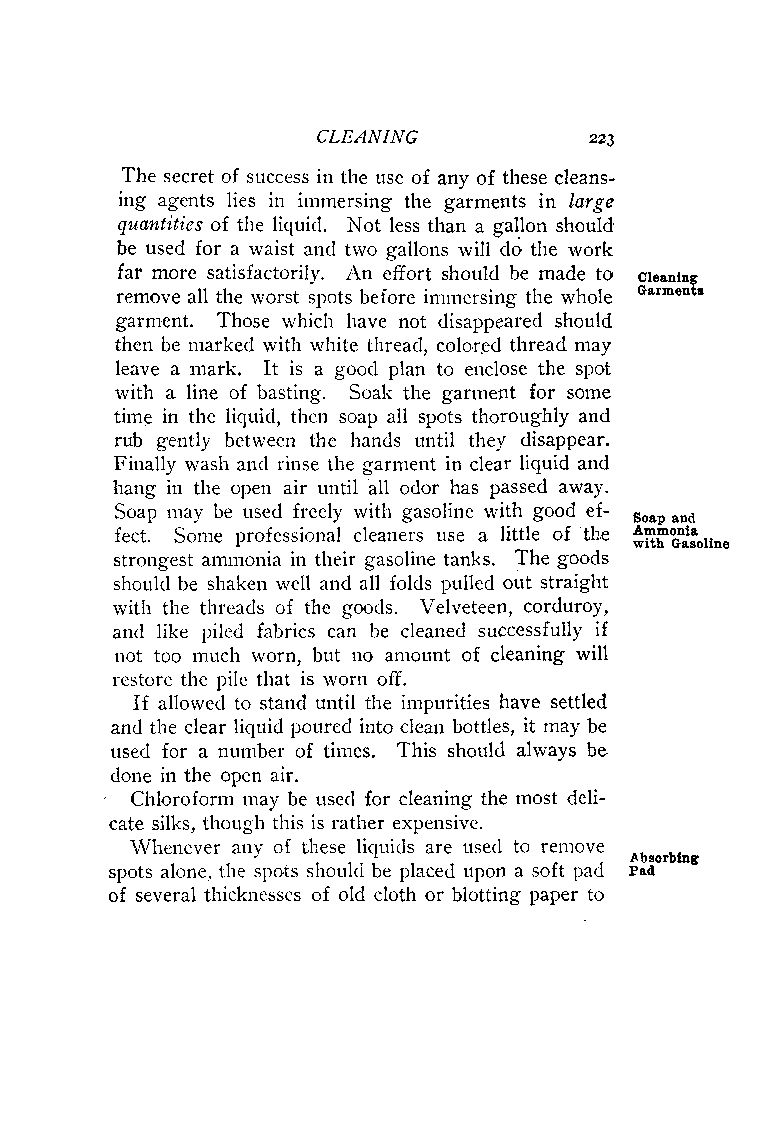 CLEANING 223
The secret of success in the use of any of these cleans-
ing agents lies in immersing the garments in large
quantities of the liquid. Not less than a gallon should
be used for a waist and two gallons will do the work
far more satisfactorily. An effort should be made to
Cleaning
Garments
remove all the worst spots before immersing the whole
garment. Those which have not disappeared should
then be marked with white thread, colored thread may
leave a mark. It is a good plan to enclose the spot
with a line of basting. Soak the garment for some
time in the liquid, then soap all spots thoroughly and
rub gently between the hands until they disappear.
Finally wash and rinse the garment in clear liquid and
hang in the open air until all odor has passed away.
Soap may be used freely with gasoline with good ef-
Soap and
Ammonia
with Gasoline
fect. Some professional cleaners use a little of the
strongest ammonia in their gasoline tanks. The goods
should be shaken well and all folds pulled out straight
with the threads of the goods. Velveteen, corduroy,
and like piled fabrics can be cleaned successfully if
not too much worn, but no amount of cleaning will
restore the pile that is worn off.
If allowed to stand until the impurities have settled
and the clear liquid poured into clean bottles, it may be
used for a number of times. This should always be
done in the open air.
Chloroform may be used for cleaning the most deli-
cate silks, though this is rather expensive.
Whenever any of these liquids are used to remove
Absorbing
Pad
spots alone, the spots should be placed upon a soft pad
of several thicknesses of old cloth or blotting paper to